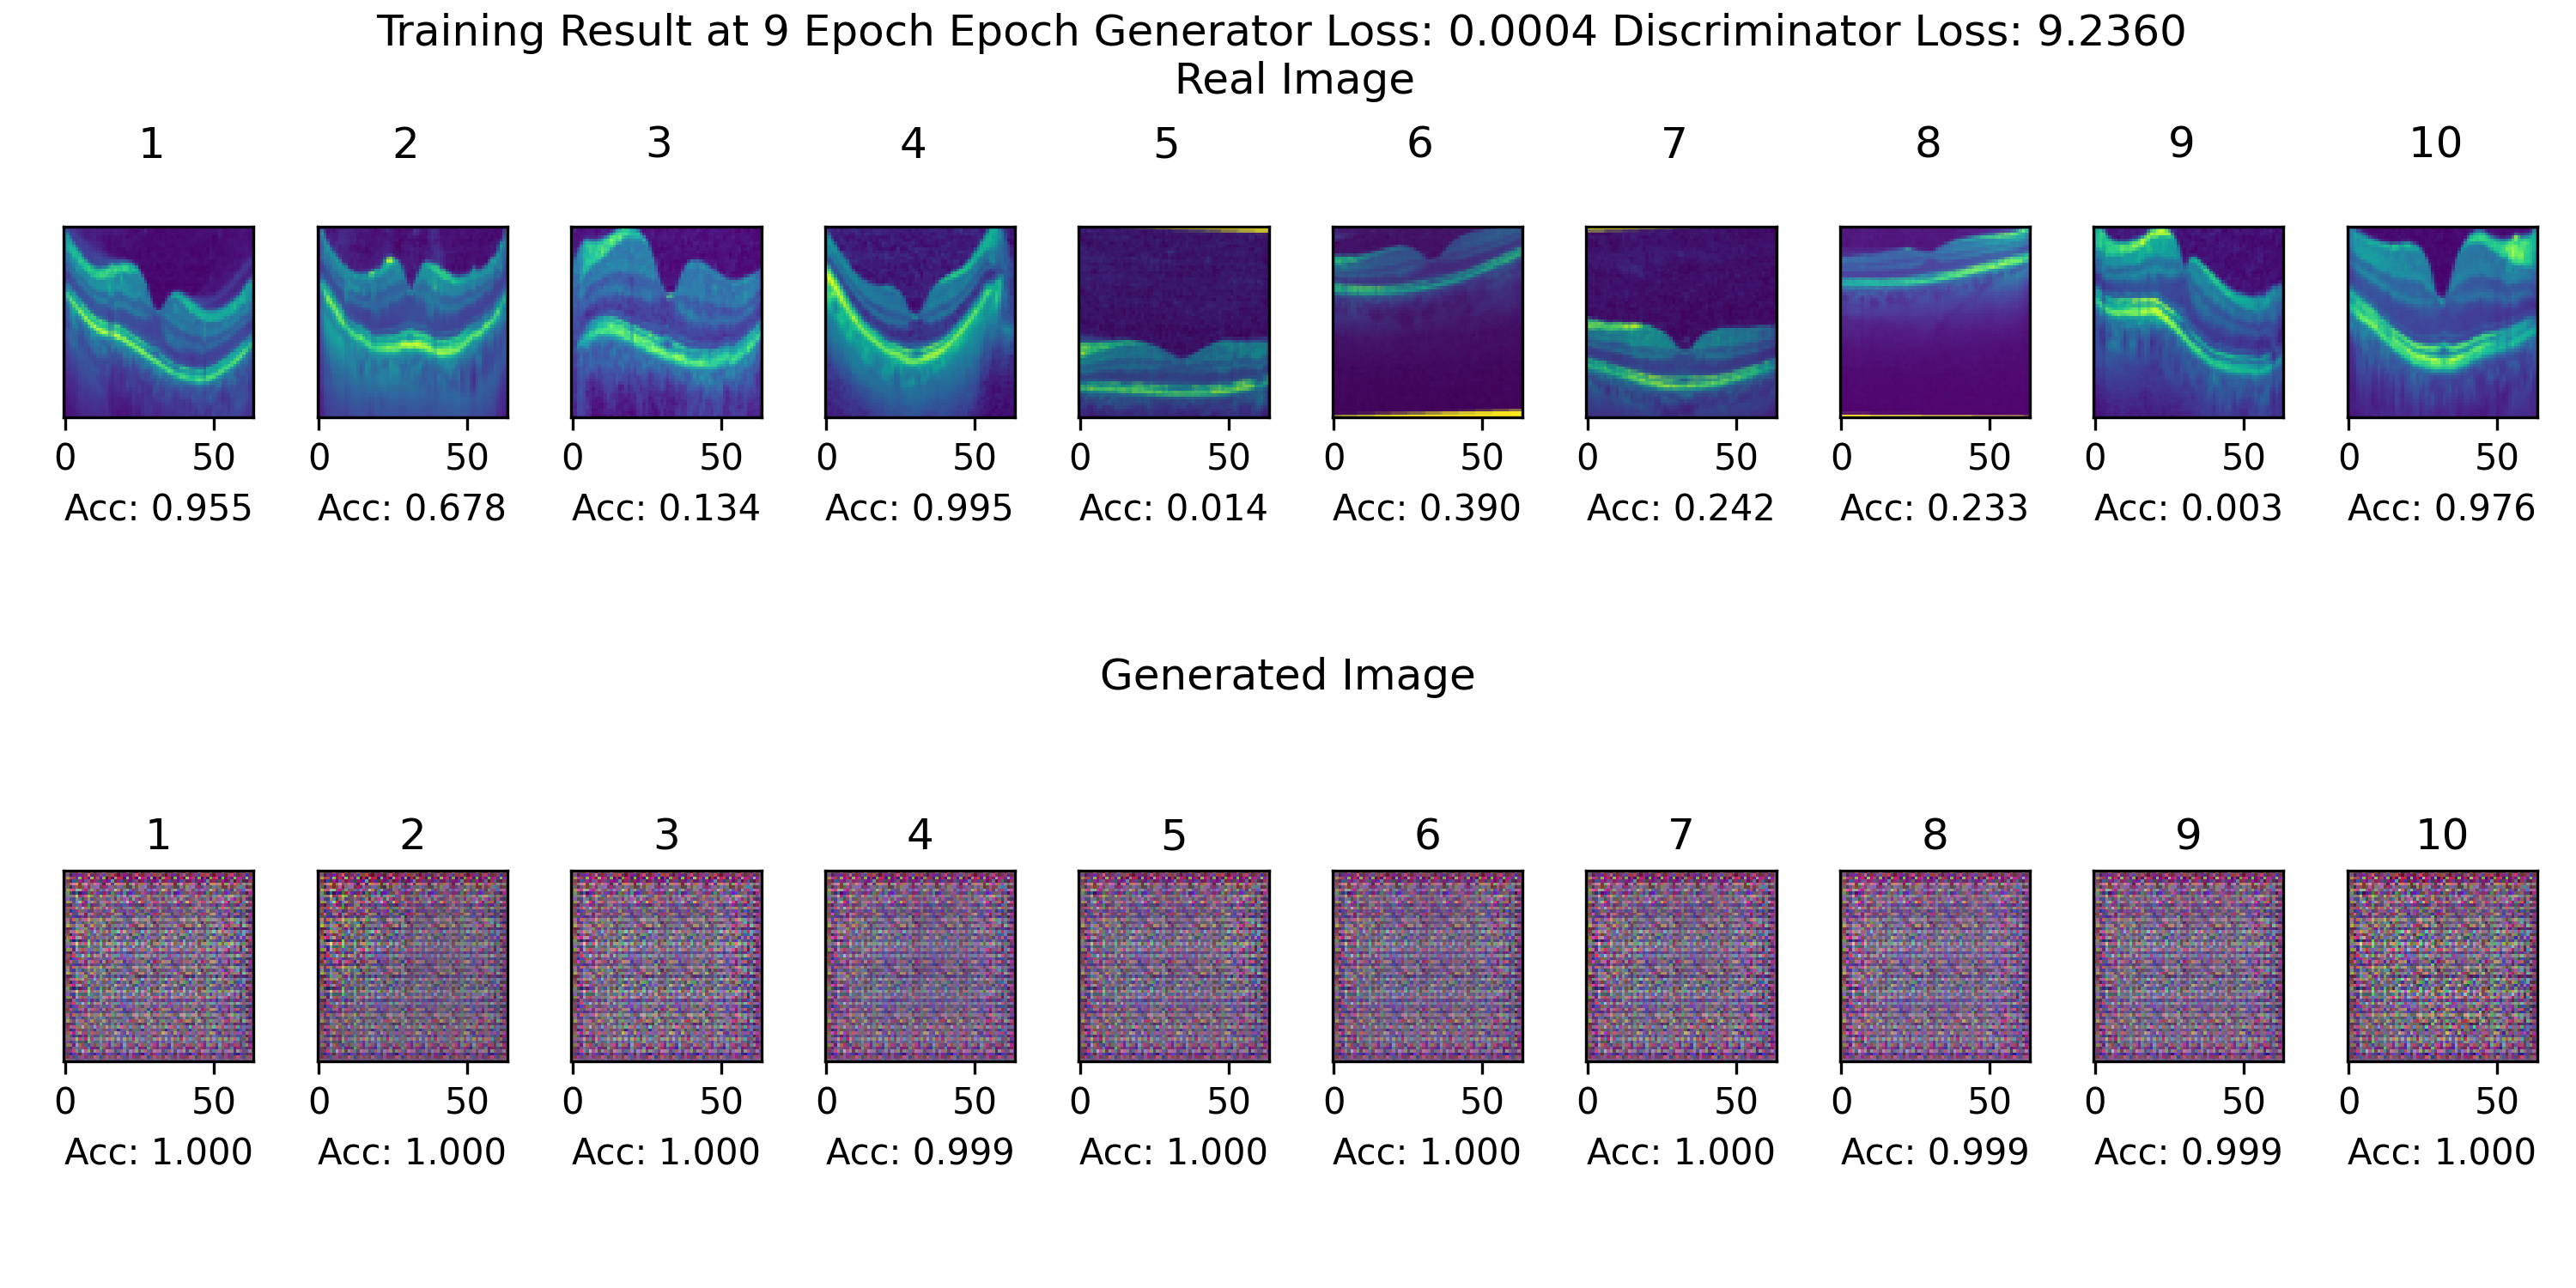 Training Result at 9 Epoch Epoch Generator Loss: 0.0004 Discriminator Loss: 9.2360
Real Image
1 2 3 4 5 6 7 8 9 10
0 50 0 50 0 50 0 50 0 50 0 50 0 50 0 50 0 50 0 50
Acc: 0.955 Acc: 0.678 Acc: 0.134 Acc: 0.995 Acc: 0.014 Acc: 0.390 Acc: 0.242 Acc: 0.233 Acc: 0.003 Acc: 0.976
Generated Image
1 2 3 4 5 6 7 8 9 10
0 50 0 50 0 50 0 50 0 50 0 50 0 50 0 50 0 50 0 50
Acc: 1.000 Acc: 1.000 Acc: 1.000 Acc: 0.999 Acc: 1.000 Acc: 1.000 Acc: 1.000 Acc: 0.999 Acc: 0.999 Acc: 1.000